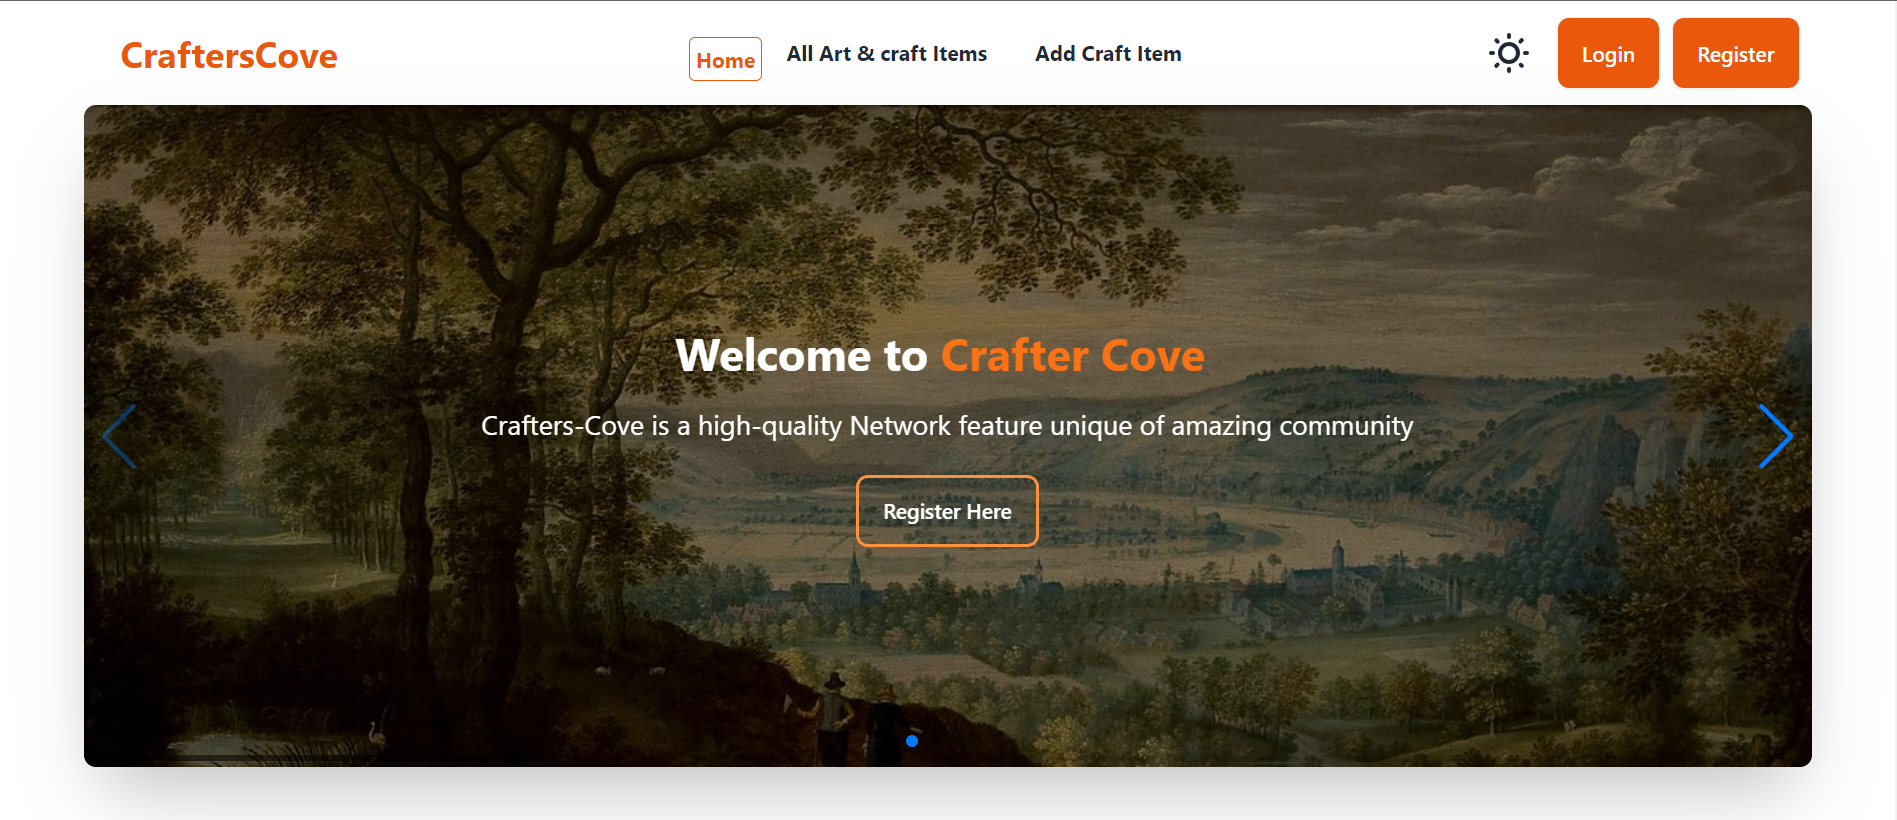 CraftersCove
Home
All Art & craft Items
Add Craft Item
Login
Register
Welcome to Crafter Cove
Crafters-Cove is a high-quality Network feature unique of amazing community
Register Here